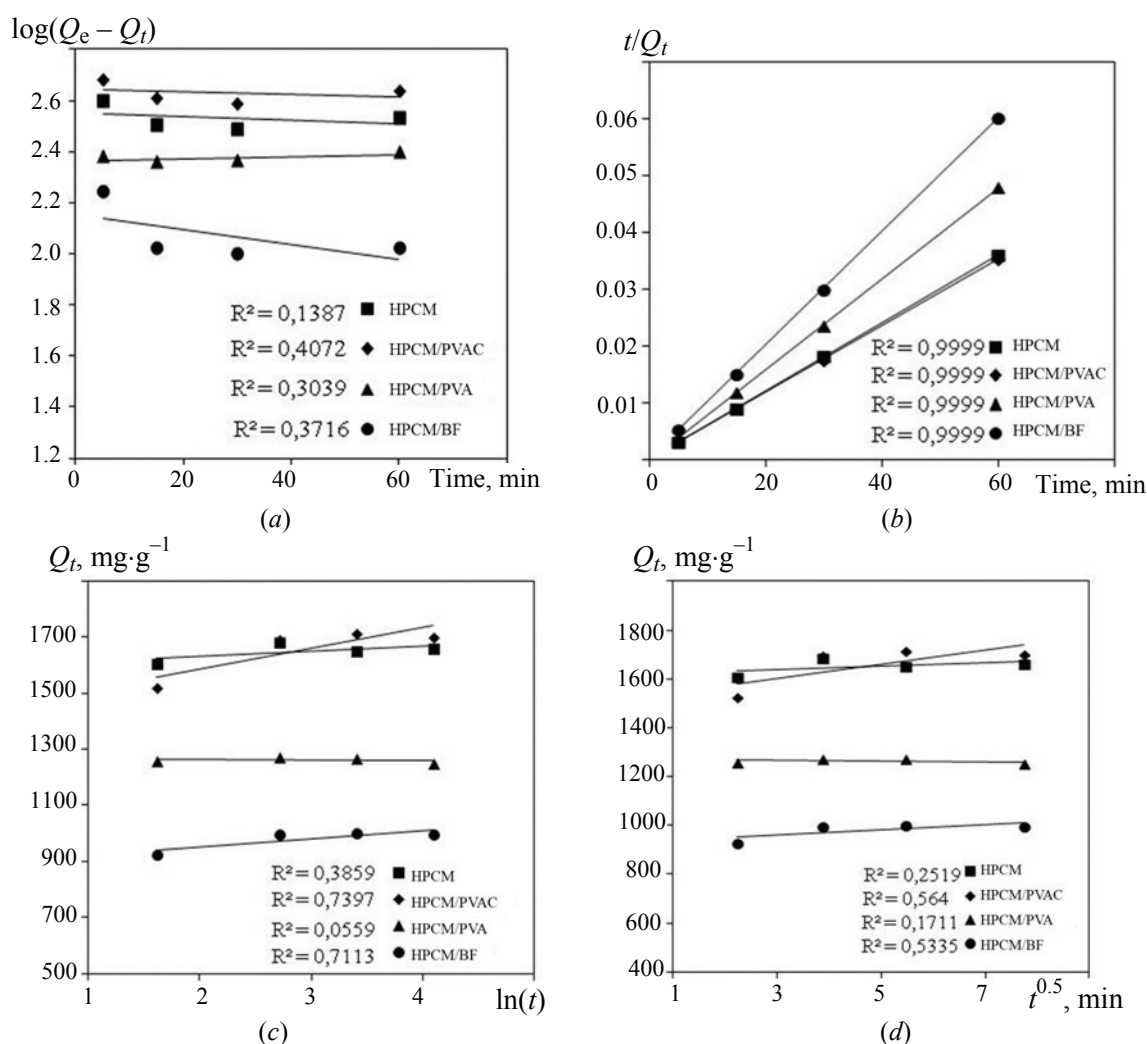 log(Qe – Qt)
2.6
2.4
2.2
2.0
1.8
1.6
1.4
1.2
R² = 0,1387 HPCM
R² = 0,4072 HPCM/PVAC
R² = 0,3039 HPCM/PVA
R² = 0,3716 HPCM/BF
0 20 40 60 Time, min
(a)
t/Qt
0.06
0.05
0.04
0.03
0.02
0.01
R² = 0,9999 HPCM
R² = 0,9999 HPCM/PVAC
R² = 0,9999 HPCM/PVA
R² = 0,9999 HPCM/BF
0 20 40 60 Time, min
(b)
Qt, mg·g–1
1700
1500
1300
1100
900
700
500
R² = 0,3859 HPCM
R² = 0,7397 HPCM/PVAC
R² = 0,0559 HPCM/PVA
R² = 0,7113 HPCM/BF
1 2 3 4 ln(t)
(c)
Qt, mg·g–1
1800
1600
1400
1200
1000
800
600
400
R² = 0,2519 HPCM
R² = 0,564 HPCM/PVAC
R² = 0,1711 HPCM/PVA
R² = 0,5335 HPCM/BF
1 3 5 7 t0.5, min
(d)